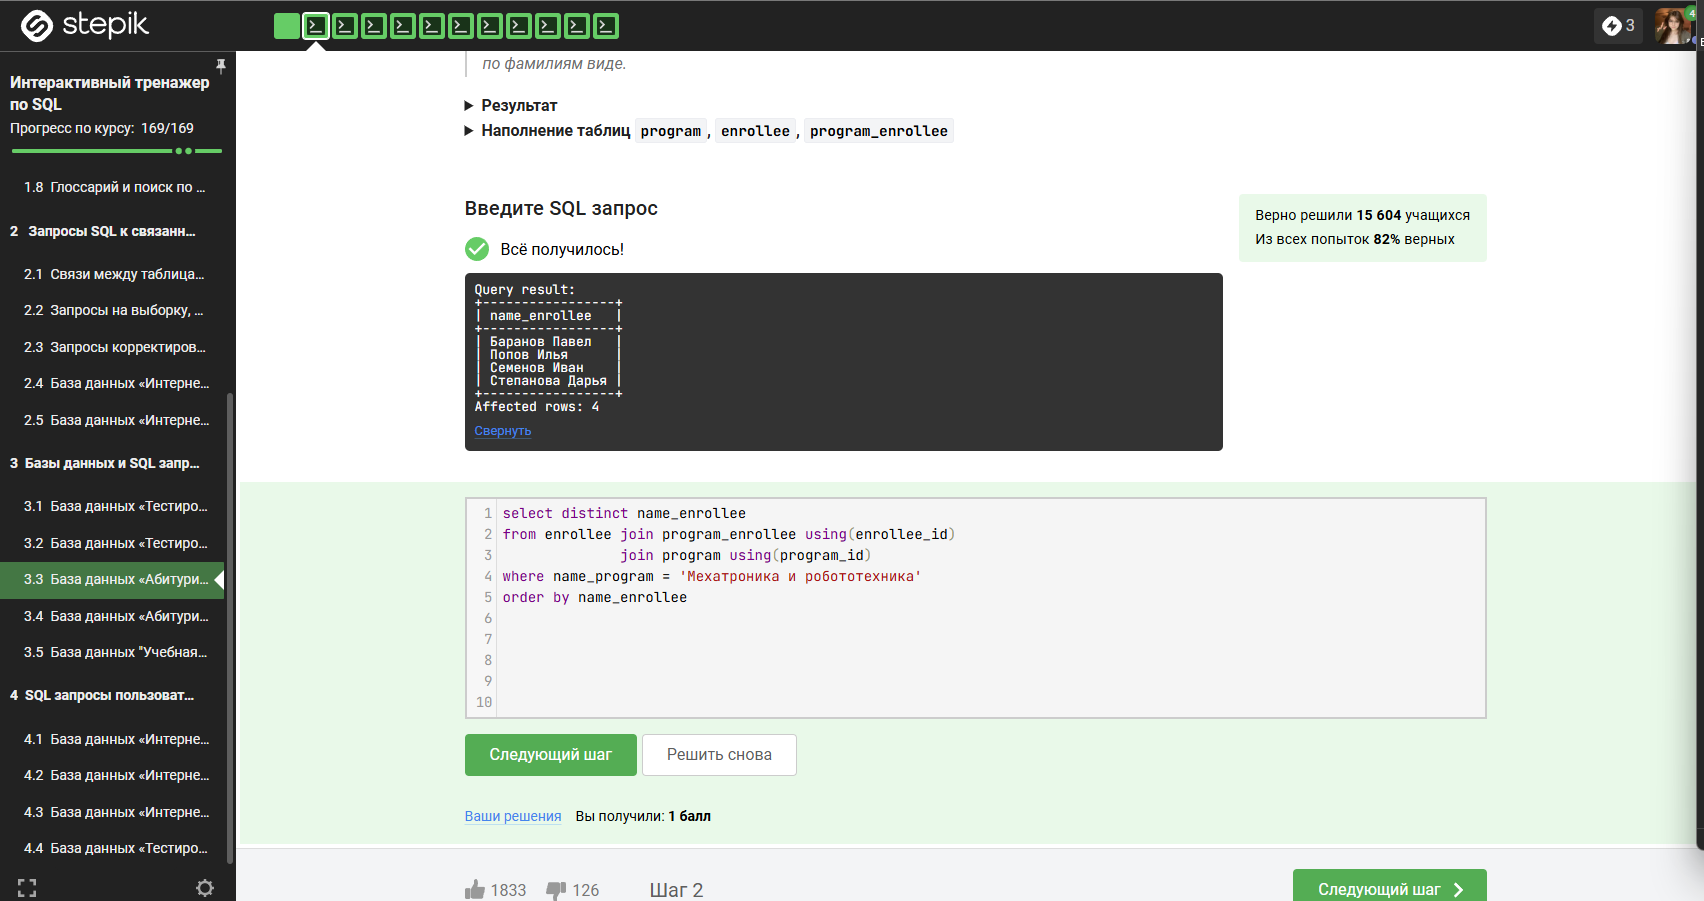 stepik
3
4
Интерактивный тренажер
по SQL
Прогресс по курсу: 169/169
1.8 Глоссарий и поиск по ...
2 Запросы SQL к связанн...
2.1 Связи между таблица...
2.2 Запросы на выборку, ...
2.3 Запросы корректиров...
2.4 База данных «Интерне...
2.5 База данных «Интерне...
3 Базы данных и SQL запр...
3.1 База данных «Тестиро...
3.2 База данных «Тестиро...
3.3 База данных «Абитури...
3.4 База данных «Абитури...
3.5 База данных "Учебная...
4 SQL запросы пользоват...
4.1 База данных «Интерне...
4.2 База данных «Интерне...
4.3 База данных «Интерне...
4.4 База данных «Тестиро...
по фамилиям виде.
Результат
Наполнение таблиц program, enrollee, program_enrollee
Введите SQL запрос
Всё получилось!
Верно решили 15 604 учащихся
Из всех попыток 82% верных
Query result:
+-----------------+
| name_enrollee   |
+-----------------+
| Баранов Павел   |
| Попов Илья      |
| Семенов Иван    |
| Степанова Дарья |
+-----------------+
Affected rows: 4
Свернуть
1 select distinct name_enrollee
2 from enrollee join program_enrollee using(enrollee_id)
3 join program using(program_id)
4 where name_program = 'Мехатроника и робототехника'
5 order by name_enrollee
6
7
8
9
10
Следующий шаг
Решить снова
Ваши решения Вы получили: 1 балл
1833 126 Шаг 2
Следующий шаг